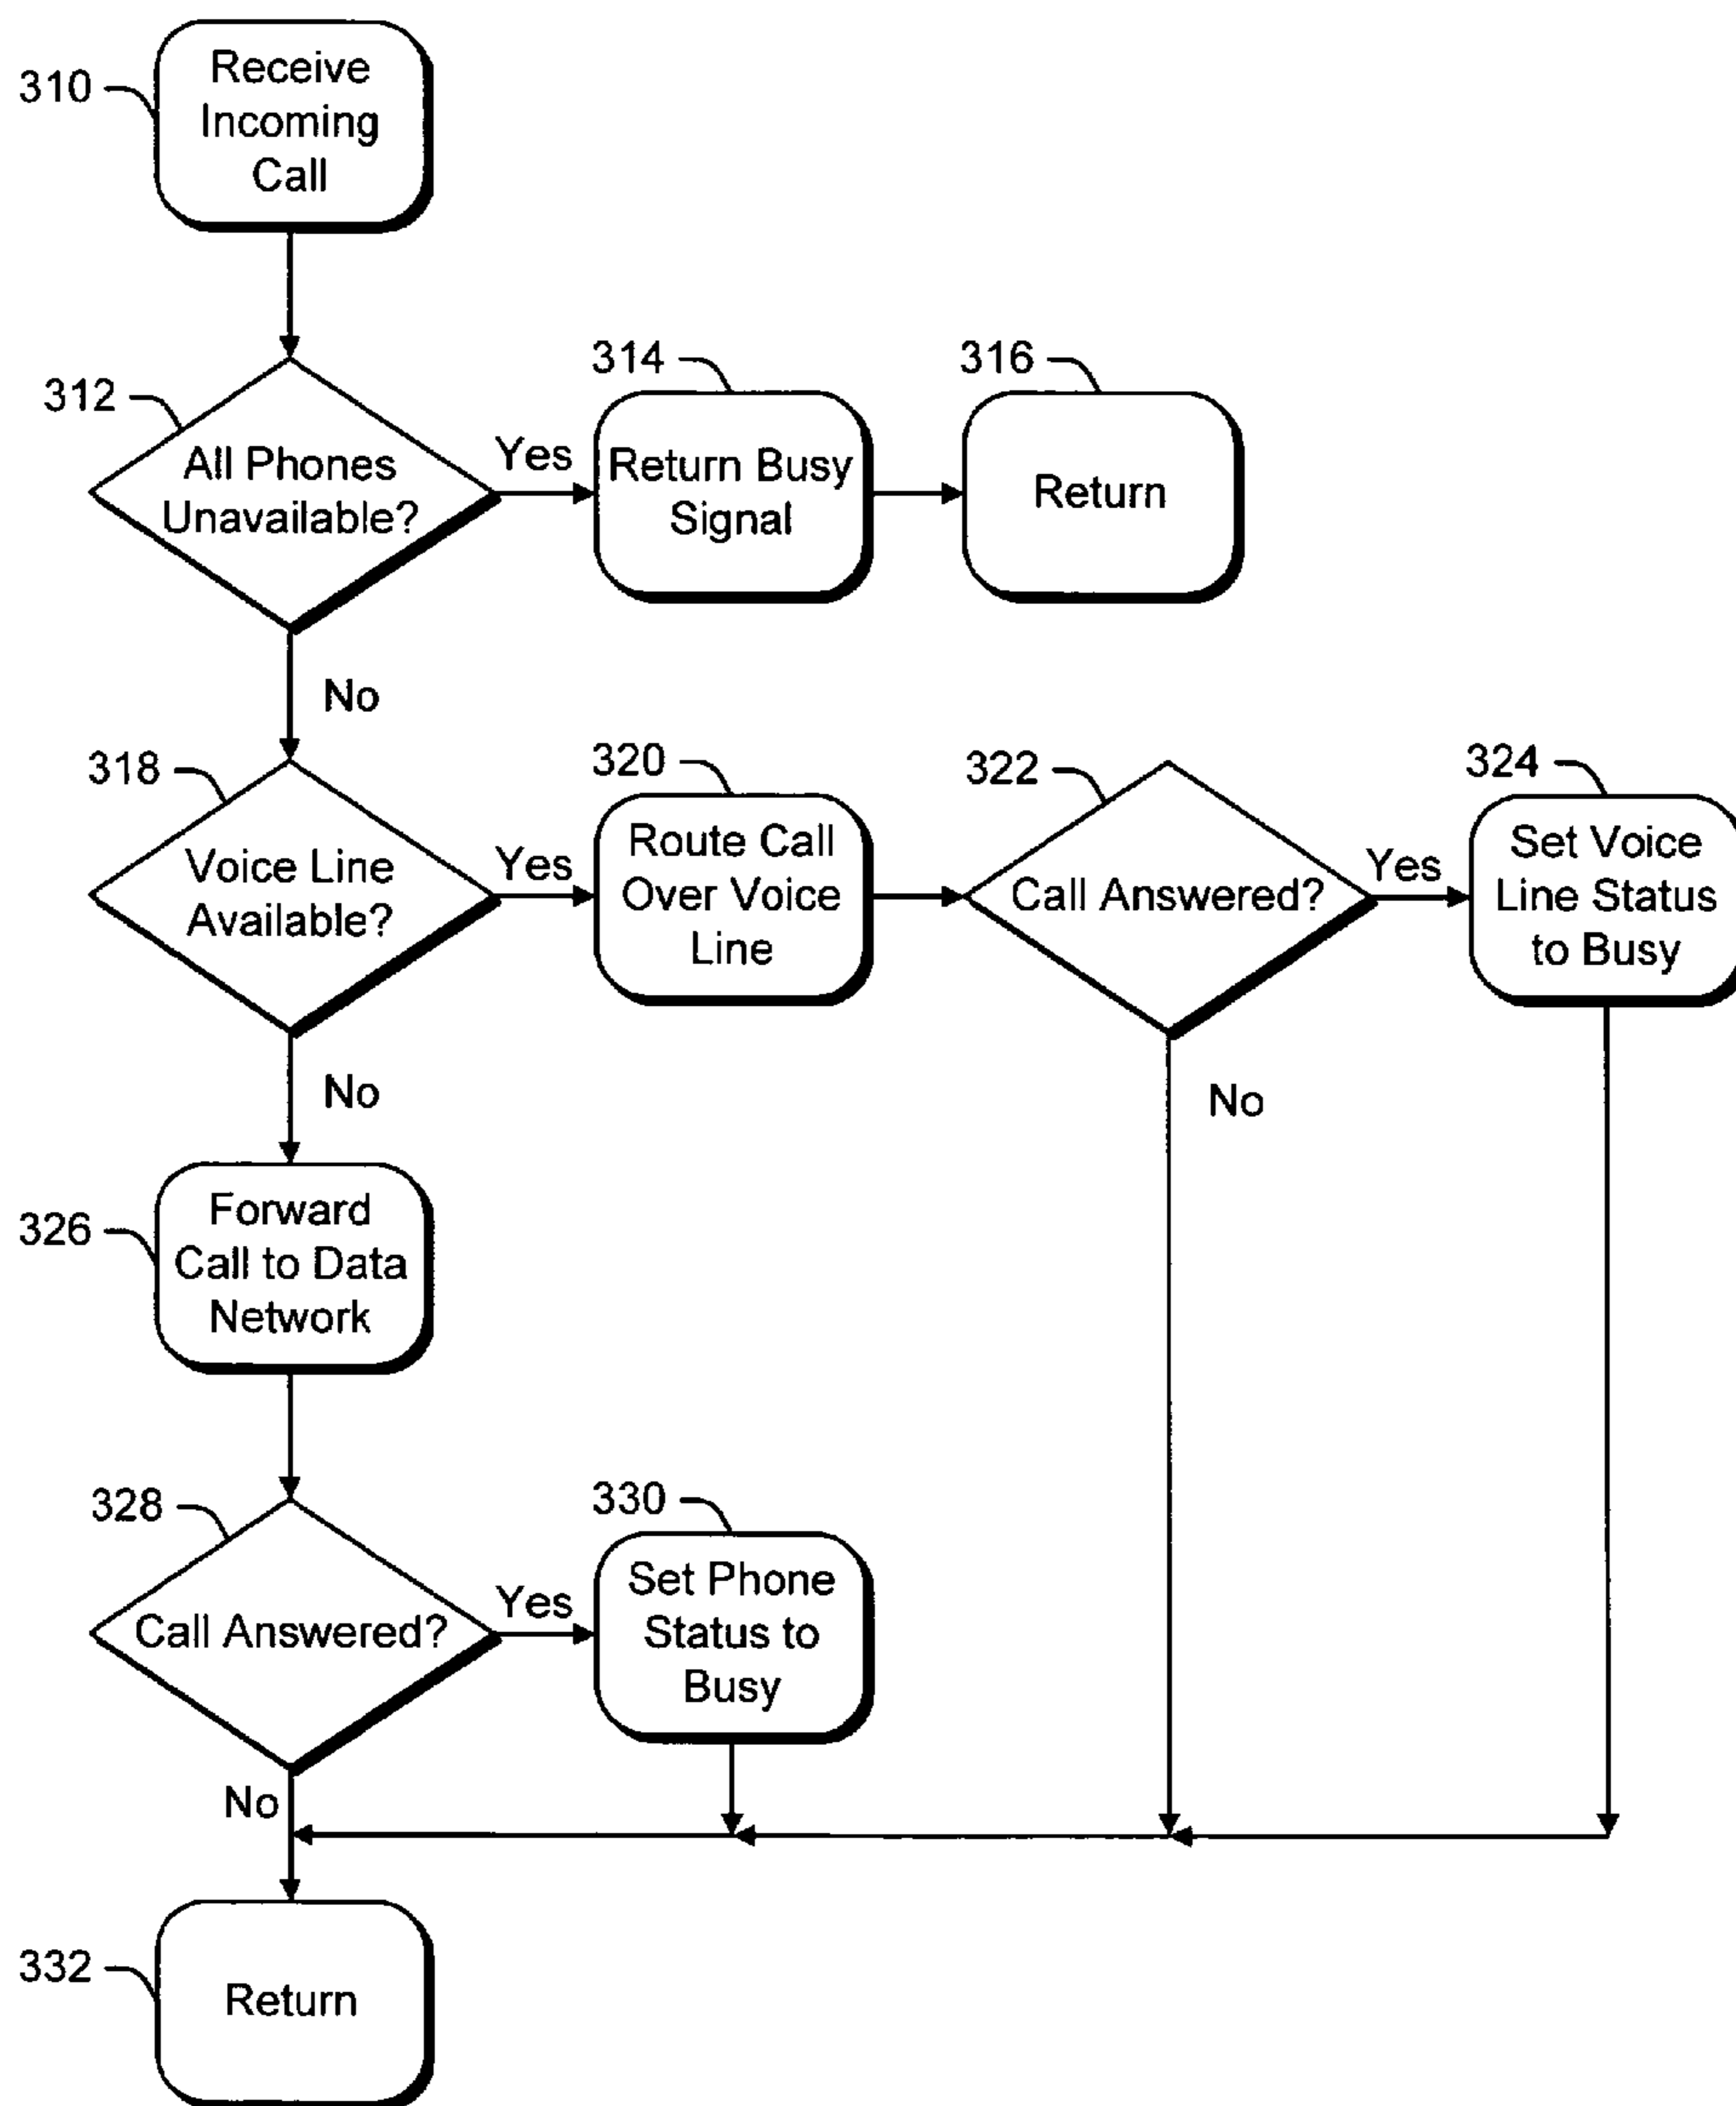 310
Receive
Incoming
Call
312
All Phones
Unavailable?
Yes
314
Return Busy
Signal
316
Return
No
318
Voice Line
Available?
Yes
320
Route Call
Over Voice
Line
322
Call Answered?
Yes
324
Set Voice
Line Status
to Busy
No
No
326
Forward
Call to Data
Network
328
Call Answered?
Yes
330
Set Phone
Status to
Busy
No
332
Return